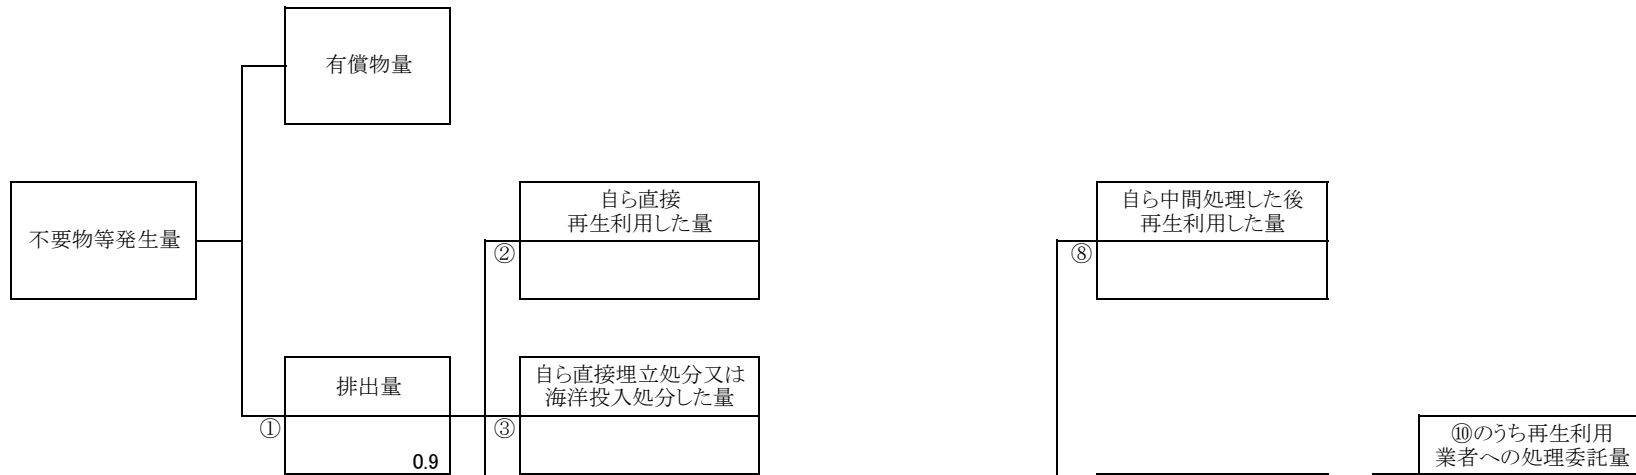 有償物量
不要物等発生量
自ら直接
再生利用した量
②
自ら中間処理した後
再生利用した量
⑧
排出量
①
0.9
自ら直接埋立処分又は
海洋投入処分した量
③
⑩のうち再生利用
業者への処理委託量